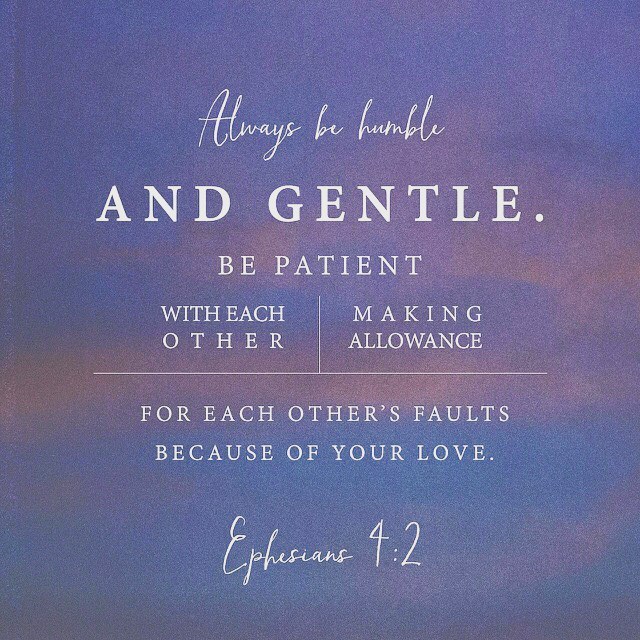 Always be humble
AND GENTLE.
BE PATIENT
WITH EACH
OTHER
MAKING
ALLOWANCE
FOR EACH OTHER’S FAULTS
BECAUSE OF YOUR LOVE.
Ephesians 4:2